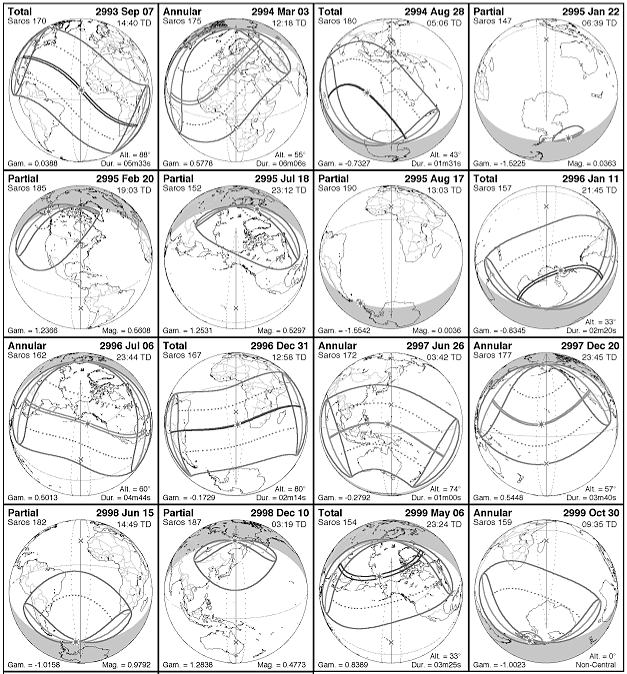 Total 2993 Sep 07
Saros 170 14:40 TD
Alt. = 88°
Gam. = 0.0388 Dur. = 05m33s
Annular 2994 Mar 03
Saros 175 12:18 TD
Alt. = 55°
Gam. = 0.5778 Dur. = 06m06s
Total 2994 Aug 28
Saros 180 05:06 TD
Alt. = 43°
Gam. = -0.7327 Dur. = 01m31s
Partial 2995 Jan 22
Saros 147 06:39 TD
Gam. = -1.5225 Mag. = 0.0363
Partial 2995 Feb 20
Saros 185 19:03 TD
Gam. = 1.2366 Mag. = 0.5608
Partial 2995 Jul 18
Saros 152 23:12 TD
Gam. = 1.2531 Mag. = 0.5297
Partial 2995 Aug 17
Saros 190 13:03 TD
Gam. = -1.5542 Mag. = 0.0036
Total 2996 Jan 11
Saros 157 21:45 TD
Alt. = 33°
Gam. = -0.8345 Dur. = 02m20s
Annular 2996 Jul 06
Saros 162 23:44 TD
Alt. = 60°
Gam. = 0.5013 Dur. = 04m44s
Total 2996 Dec 31
Saros 167 12:58 TD
Alt. = 80°
Gam. = -0.1729 Dur. = 02m14s
Annular 2997 Jun 26
Saros 172 03:42 TD
Alt. = 74°
Gam. = -0.2792 Dur. = 01m00s
Annular 2997 Dec 20
Saros 177 23:45 TD
Alt. = 57°
Gam. = 0.5448 Dur. = 03m40s
Partial 2998 Jun 15
Saros 182 14:49 TD
Gam. = -1.0158 Mag. = 0.9792
Partial 2998 Dec 10
Saros 187 03:19 TD
Gam. = 1.2838 Mag. = 0.4773
Total 2999 May 06
Saros 154 23:24 TD
Alt. = 33°
Gam. = 0.8389 Dur. = 03m25s
Annular 2999 Oct 30
Saros 159 09:35 TD
Alt. = 0°
Gam. = -1.0023 Non-Central